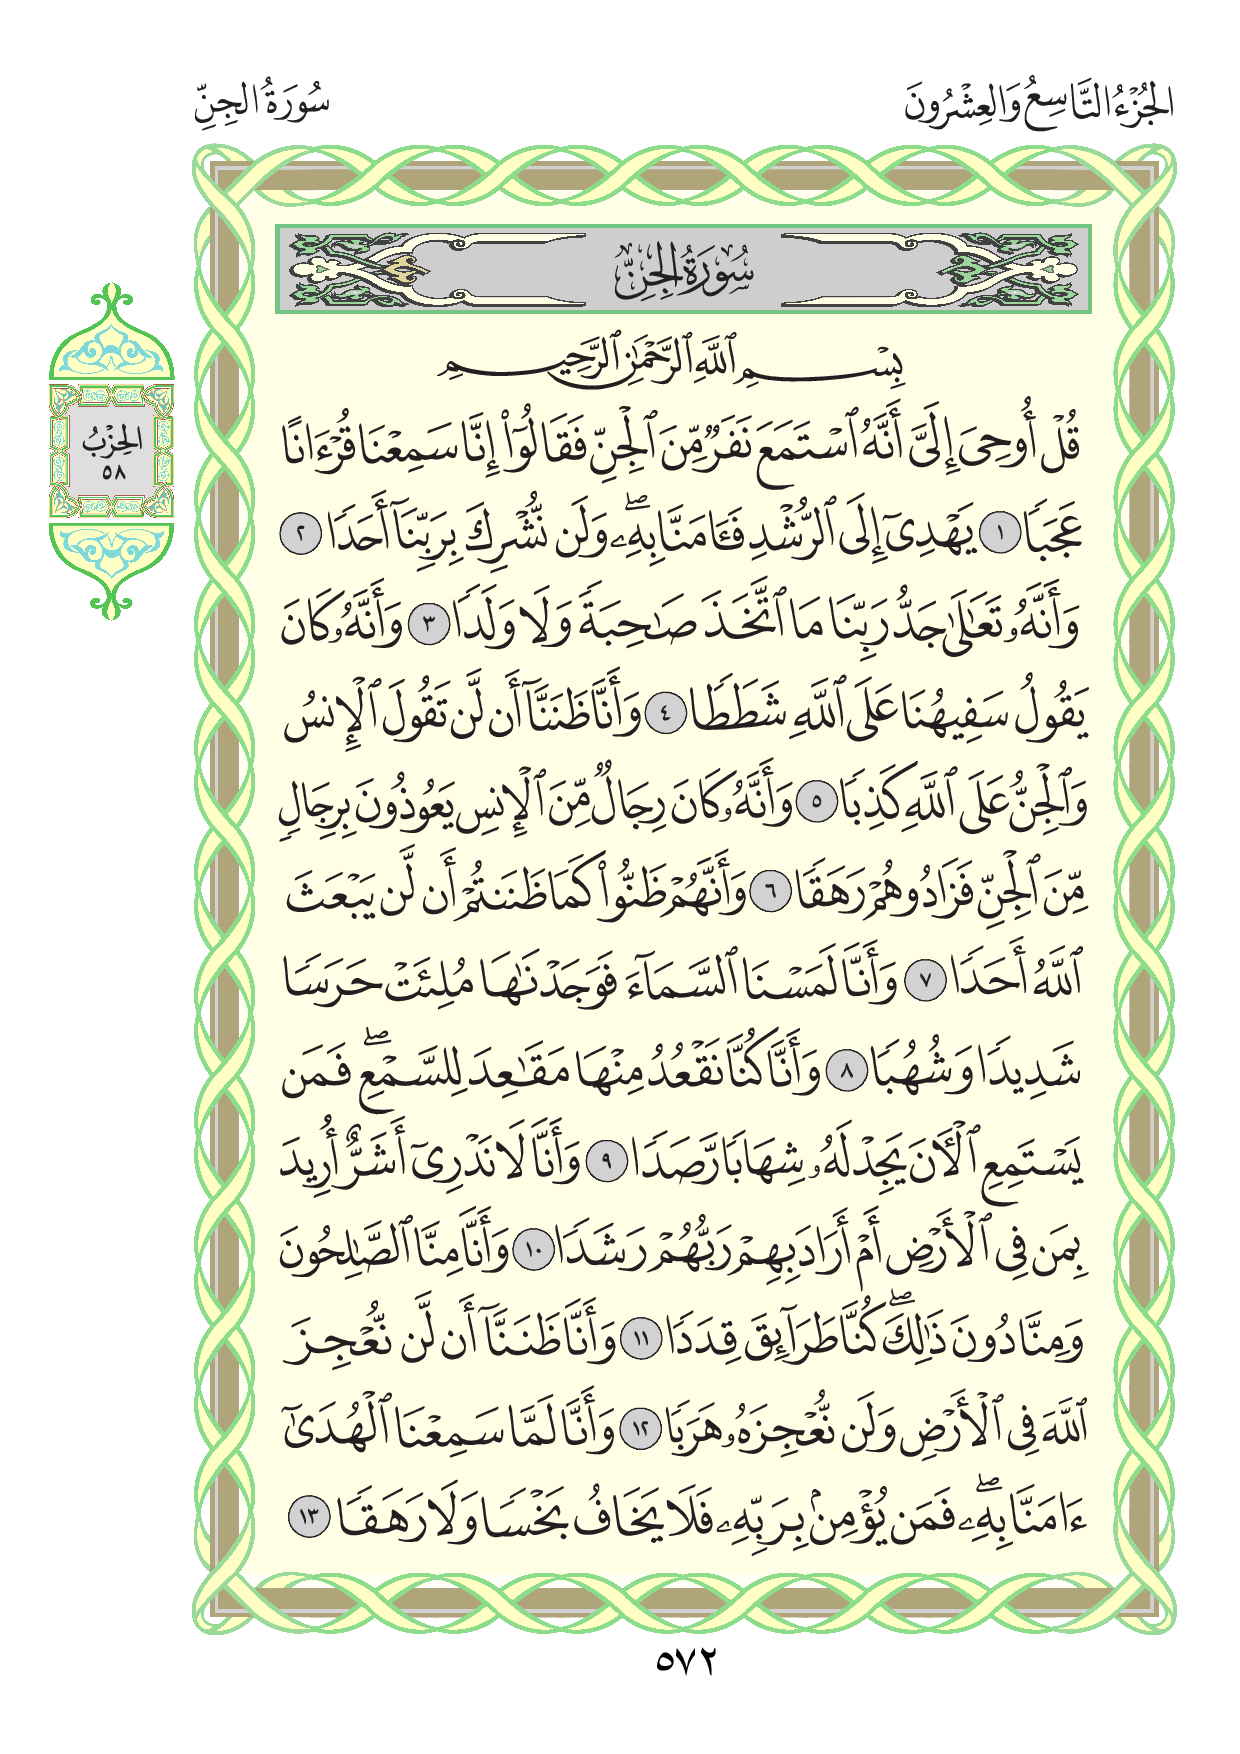 الجُزْءُ التَّاسِعُ وَالعِشْرُونَ
سُورَةُ الجِنِّ
سُورَةُ الجِنِّ
الحِزْبُ
٥٨
بِسْمِ ٱللَّهِ ٱلرَّحْمَٰنِ ٱلرَّحِيمِ
قُلْ أُوحِىَ إِلَىَّ أَنَّهُ ٱسْتَمَعَ نَفَرٌ مِّنَ ٱلْجِنِّ فَقَالُوٓا۟ إِنَّا سَمِعْنَا قُرْءَانًا
عَجَبًا ١ يَهْدِىٓ إِلَى ٱلرُّشْدِ فَـَٔامَنَّا بِهِۦ ۖ وَلَن نُّشْرِكَ بِرَبِّنَآ أَحَدًا ٢
وَأَنَّهُۥ تَعَٰلَىٰ جَدُّ رَبِّنَا مَا ٱتَّخَذَ صَٰحِبَةً وَلَا وَلَدًا ٣ وَأَنَّهُۥ كَانَ
يَقُولُ سَفِيهُنَا عَلَى ٱللَّهِ شَطَطًا ٤ وَأَنَّا ظَنَنَّآ أَن لَّن تَقُولَ ٱلْإِنسُ
وَٱلْجِنُّ عَلَى ٱللَّهِ كَذِبًا ٥ وَأَنَّهُۥ كَانَ رِجَالٌ مِّنَ ٱلْإِنسِ يَعُوذُونَ بِرِجَالٍ
مِّنَ ٱلْجِنِّ فَزَادُوهُمْ رَهَقًا ٦ وَأَنَّهُمْ ظَنُّوا۟ كَمَا ظَنَنتُمْ أَن لَّن يَبْعَثَ
ٱللَّهُ أَحَدًا ٧ وَأَنَّا لَمَسْنَا ٱلسَّمَآءَ فَوَجَدْنَٰهَا مُلِئَتْ حَرَسًا
شَدِيدًا وَشُهُبًا ٨ وَأَنَّا كُنَّا نَقْعُدُ مِنْهَا مَقَٰعِدَ لِلسَّمْعِ ۖ فَمَن
يَسْتَمِعِ ٱلْـَٔانَ يَجِدْ لَهُۥ شِهَابًا رَّصَدًا ٩ وَأَنَّا لَا نَدْرِىٓ أَشَرٌّ أُرِيدَ
بِمَن فِى ٱلْأَرْضِ أَمْ أَرَادَ بِهِمْ رَبُّهُمْ رَشَدًا ١٠ وَأَنَّا مِنَّا ٱلصَّٰلِحُونَ
وَمِنَّا دُونَ ذَٰلِكَ ۖ كُنَّا طَرَآئِقَ قِدَدًا ١١ وَأَنَّا ظَنَنَّآ أَن لَّن نُّعْجِزَ
ٱللَّهَ فِى ٱلْأَرْضِ وَلَن نُّعْجِزَهُۥ هَرَبًا ١٢ وَأَنَّا لَمَّا سَمِعْنَا ٱلْهُدَىٰٓ
ءَامَنَّا بِهِۦ ۖ فَمَن يُؤْمِنۢ بِرَبِّهِۦ فَلَا يَخَافُ بَخْسًا وَلَا رَهَقًا ١٣
٥٧٢